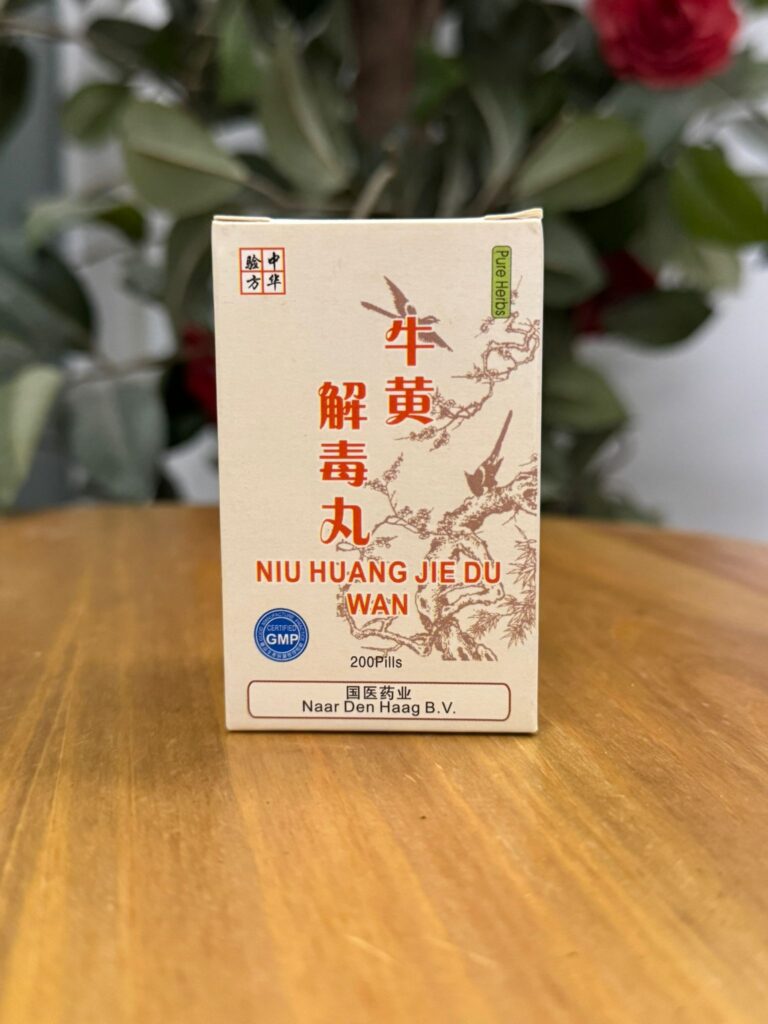 中华
验方
Pure Herbs
牛黄
解毒丸
NIU HUANG JIE DU
WAN
CERTIFIED
GMP
200Pills
国医药业
Naar Den Haag B.V.